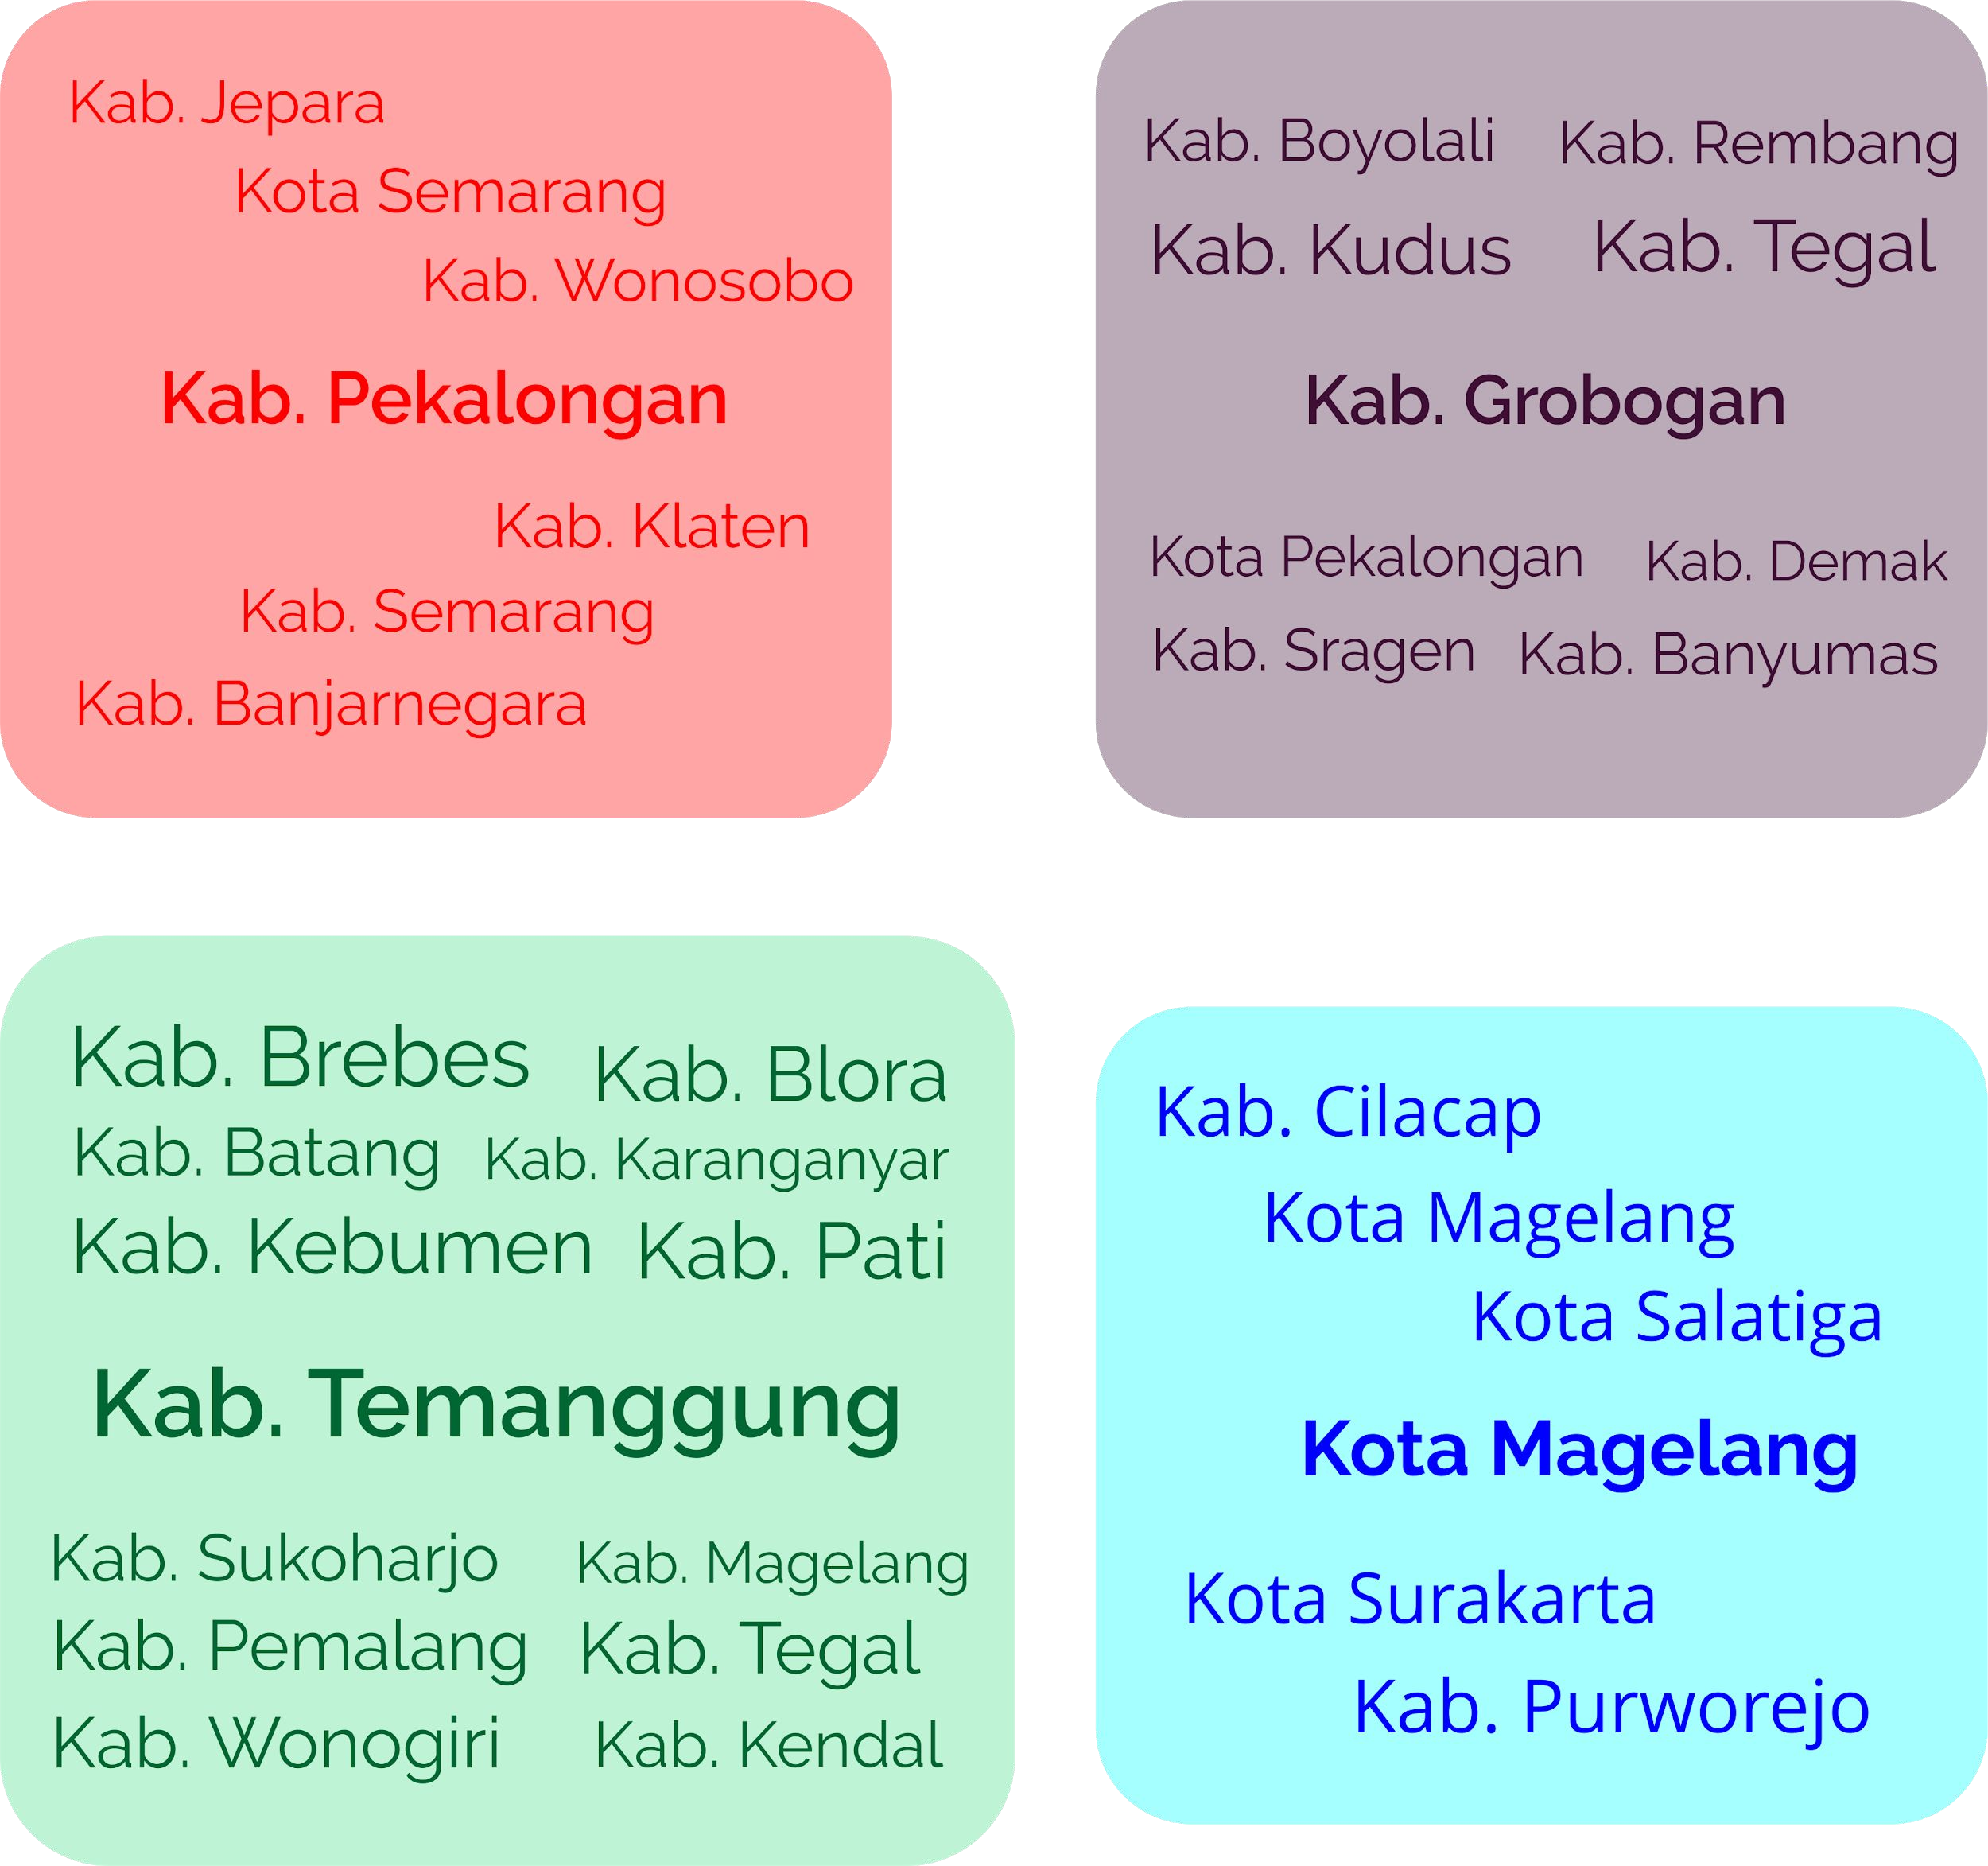 Kab. Jepara
Kota Semarang
Kab. Wonosobo
Kab. Pekalongan
Kab. Klaten
Kab. Semarang
Kab. Banjarnegara
Kab. Boyolali Kab. Rembang
Kab. Kudus Kab. Tegal
Kab. Grobogan
Kota Pekalongan Kab. Demak
Kab. Sragen Kab. Banyumas
Kab. Brebes Kab. Blora
Kab. Batang Kab. Karanganyar
Kab. Kebumen Kab. Pati
Kab. Temanggung
Kab. Sukoharjo Kab. Magelang
Kab. Pemalang Kab. Tegal
Kab. Wonogiri Kab. Kendal
Kab. Cilacap
Kota Magelang
Kota Salatiga
Kota Magelang
Kota Surakarta
Kab. Purworejo